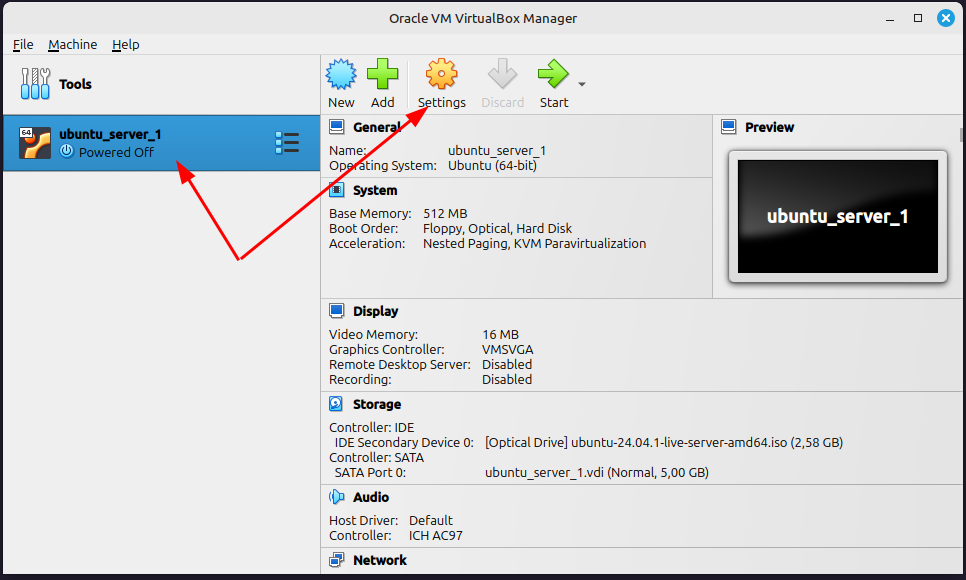 Oracle VM VirtualBox Manager
File Machine Help
Tools
New Add Settings Discard Start
64
ubuntu_server_1
Powered Off
General
Name: ubuntu_server_1
Operating System: Ubuntu (64-bit)
System
Base Memory: 512 MB
Boot Order: Floppy, Optical, Hard Disk
Acceleration: Nested Paging, KVM Paravirtualization
Preview
ubuntu_server_1
Display
Video Memory: 16 MB
Graphics Controller: VMSVGA
Remote Desktop Server: Disabled
Recording: Disabled
Storage
Controller: IDE
IDE Secondary Device 0: [Optical Drive] ubuntu-24.04.1-live-server-amd64.iso (2,58 GB)
Controller: SATA
SATA Port 0: ubuntu_server_1.vdi (Normal, 5,00 GB)
Audio
Host Driver: Default
Controller: ICH AC97
Network